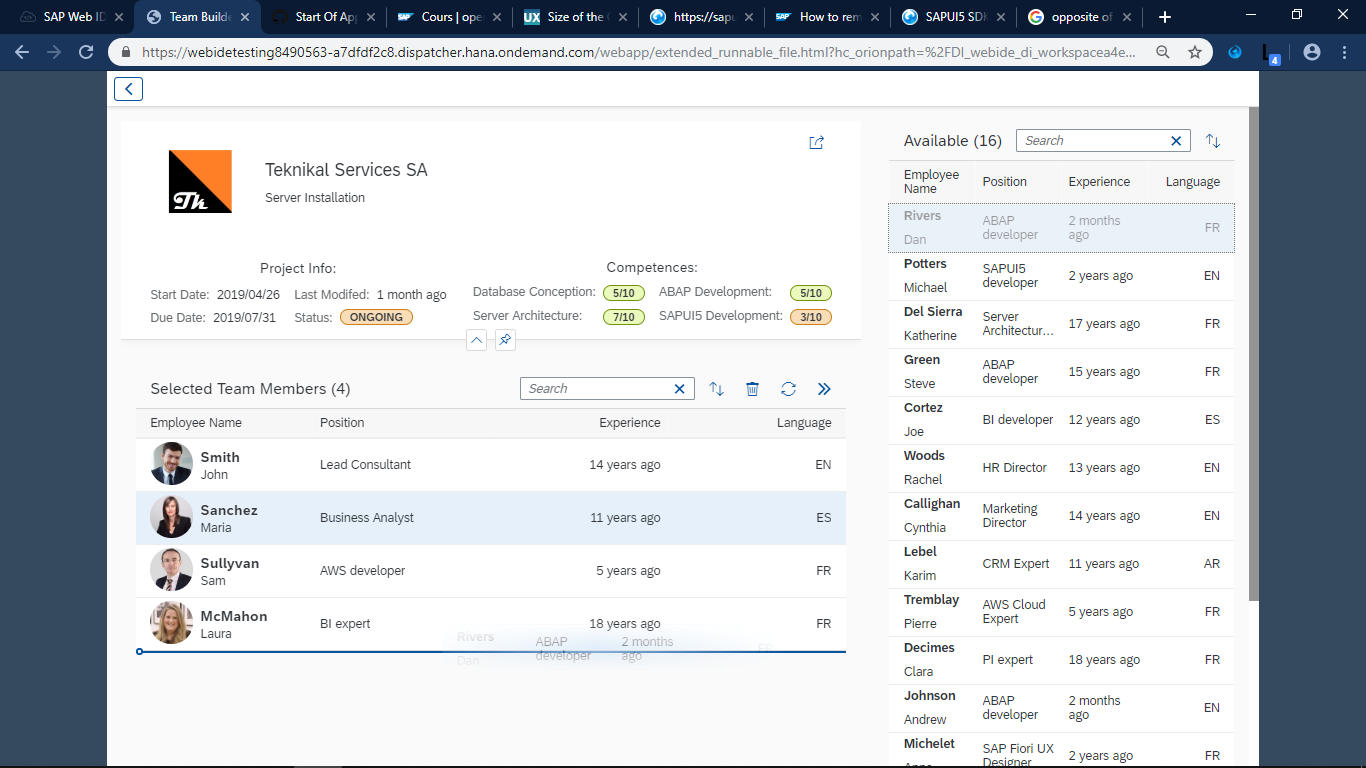 SAP Web ID
Team Builde
Start Of App
Cours | ope
Size of the
https://sapu
How to rem
SAPUI5 SDK
opposite of
https://webidetesting8490563-a7dfdf2c8.dispatcher.hana.ondemand.com/webapp/extended_runnable_file.html?hc_orionpath=%2FDI_webide_di_workspacea4e...
4
Th
Teknikal Services SA
Server Installation
Project Info:
Start Date: 2019/04/26 Last Modifed: 1 month ago
Due Date: 2019/07/31 Status: ONGOING
Competences:
Database Conception: 5/10 ABAP Development: 5/10
Server Architecture: 7/10 SAPUI5 Development: 3/10
Selected Team Members (4)
Search
Employee Name Position Experience Language
Smith
John
Lead Consultant 14 years ago EN
Sanchez
Maria
Business Analyst 11 years ago ES
Sullyvan
Sam
AWS developer 5 years ago FR
McMahon
Laura
BI expert 18 years ago FR
Rivers
Dan
ABAP
developer
2 months
ago
FR
Available (16)
Search
Employee
Name
Position Experience Language
Rivers
Dan
ABAP
developer
2 months
ago
FR
Potters
Michael
SAPUI5
developer
2 years ago EN
Del Sierra
Katherine
Server
Architectur...
17 years ago FR
Green
Steve
ABAP
developer
15 years ago FR
Cortez
Joe
BI developer 12 years ago ES
Woods
Rachel
HR Director 13 years ago EN
Callighan
Cynthia
Marketing
Director
14 years ago EN
Lebel
Karim
CRM Expert 11 years ago AR
Tremblay
Pierre
AWS Cloud
Expert
5 years ago FR
Decimes
Clara
PI expert 18 years ago FR
Johnson
Andrew
ABAP
developer
2 months
ago
EN
Michelet
SAP Fiori UX
Designer
2 years ago FR